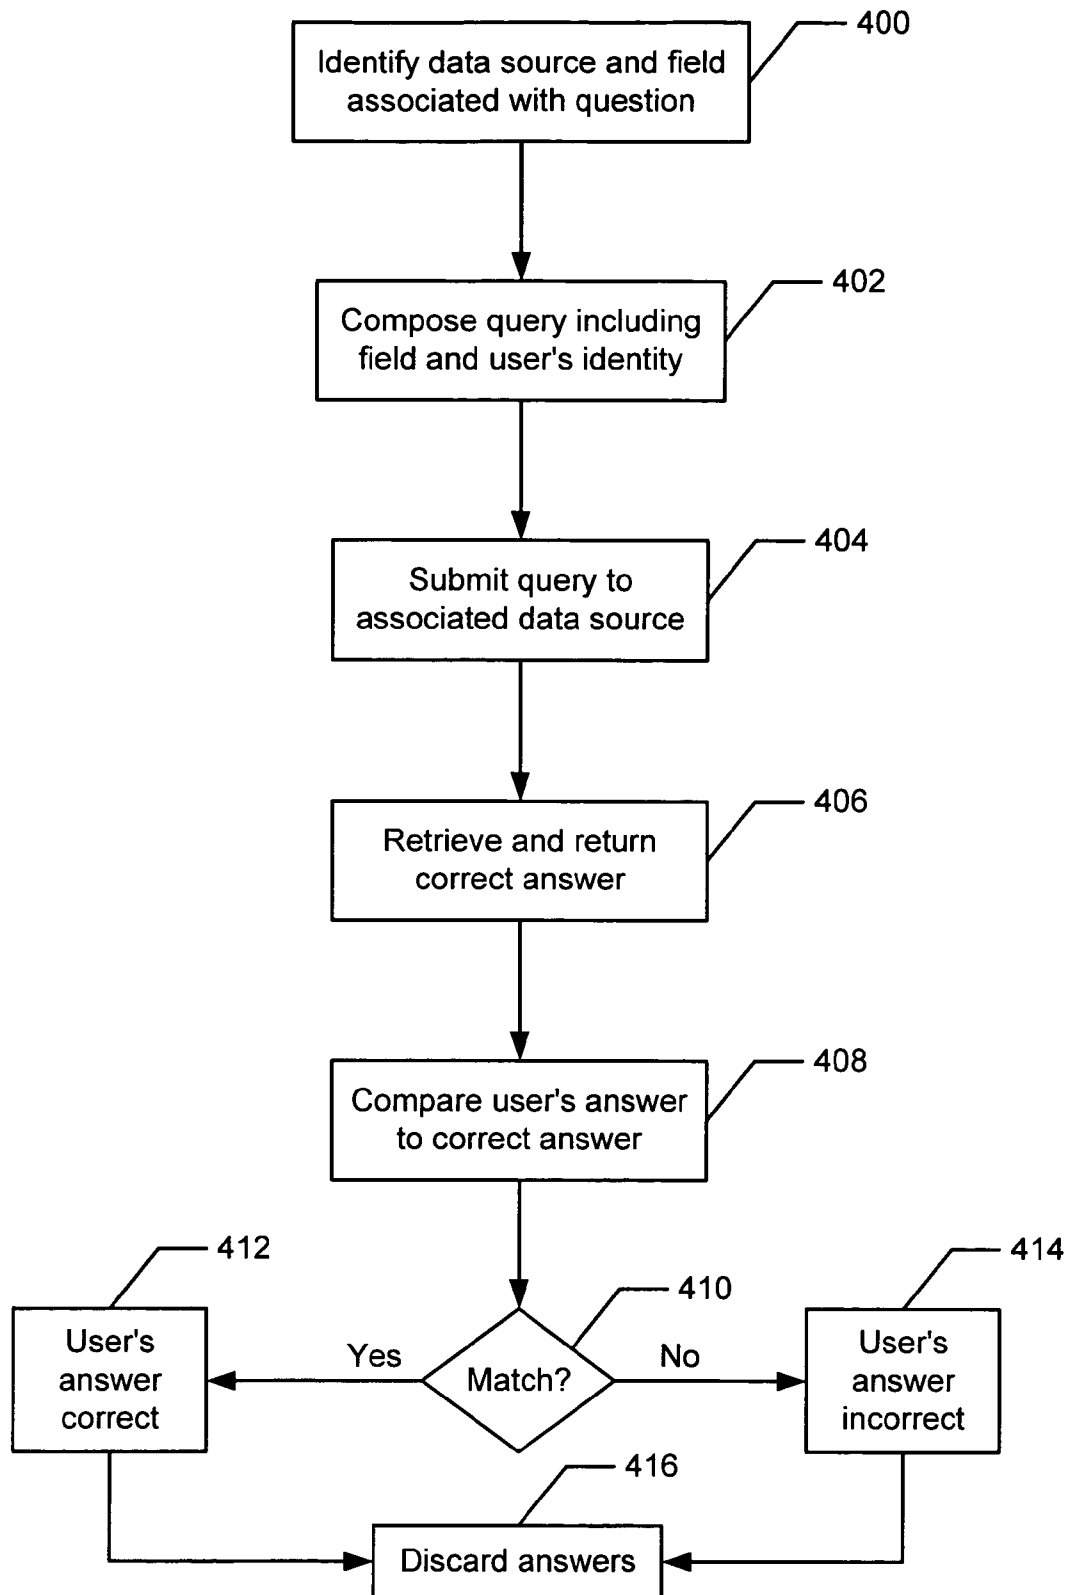 400
Identify data source and field
associated with question
402
Compose query including
field and user's identity
404
Submit query to
associated data source
406
Retrieve and return
correct answer
408
Compare user's answer
to correct answer
412
414
410
User's
answer
correct
Yes
Match?
No
User's
answer
incorrect
416
Discard answers